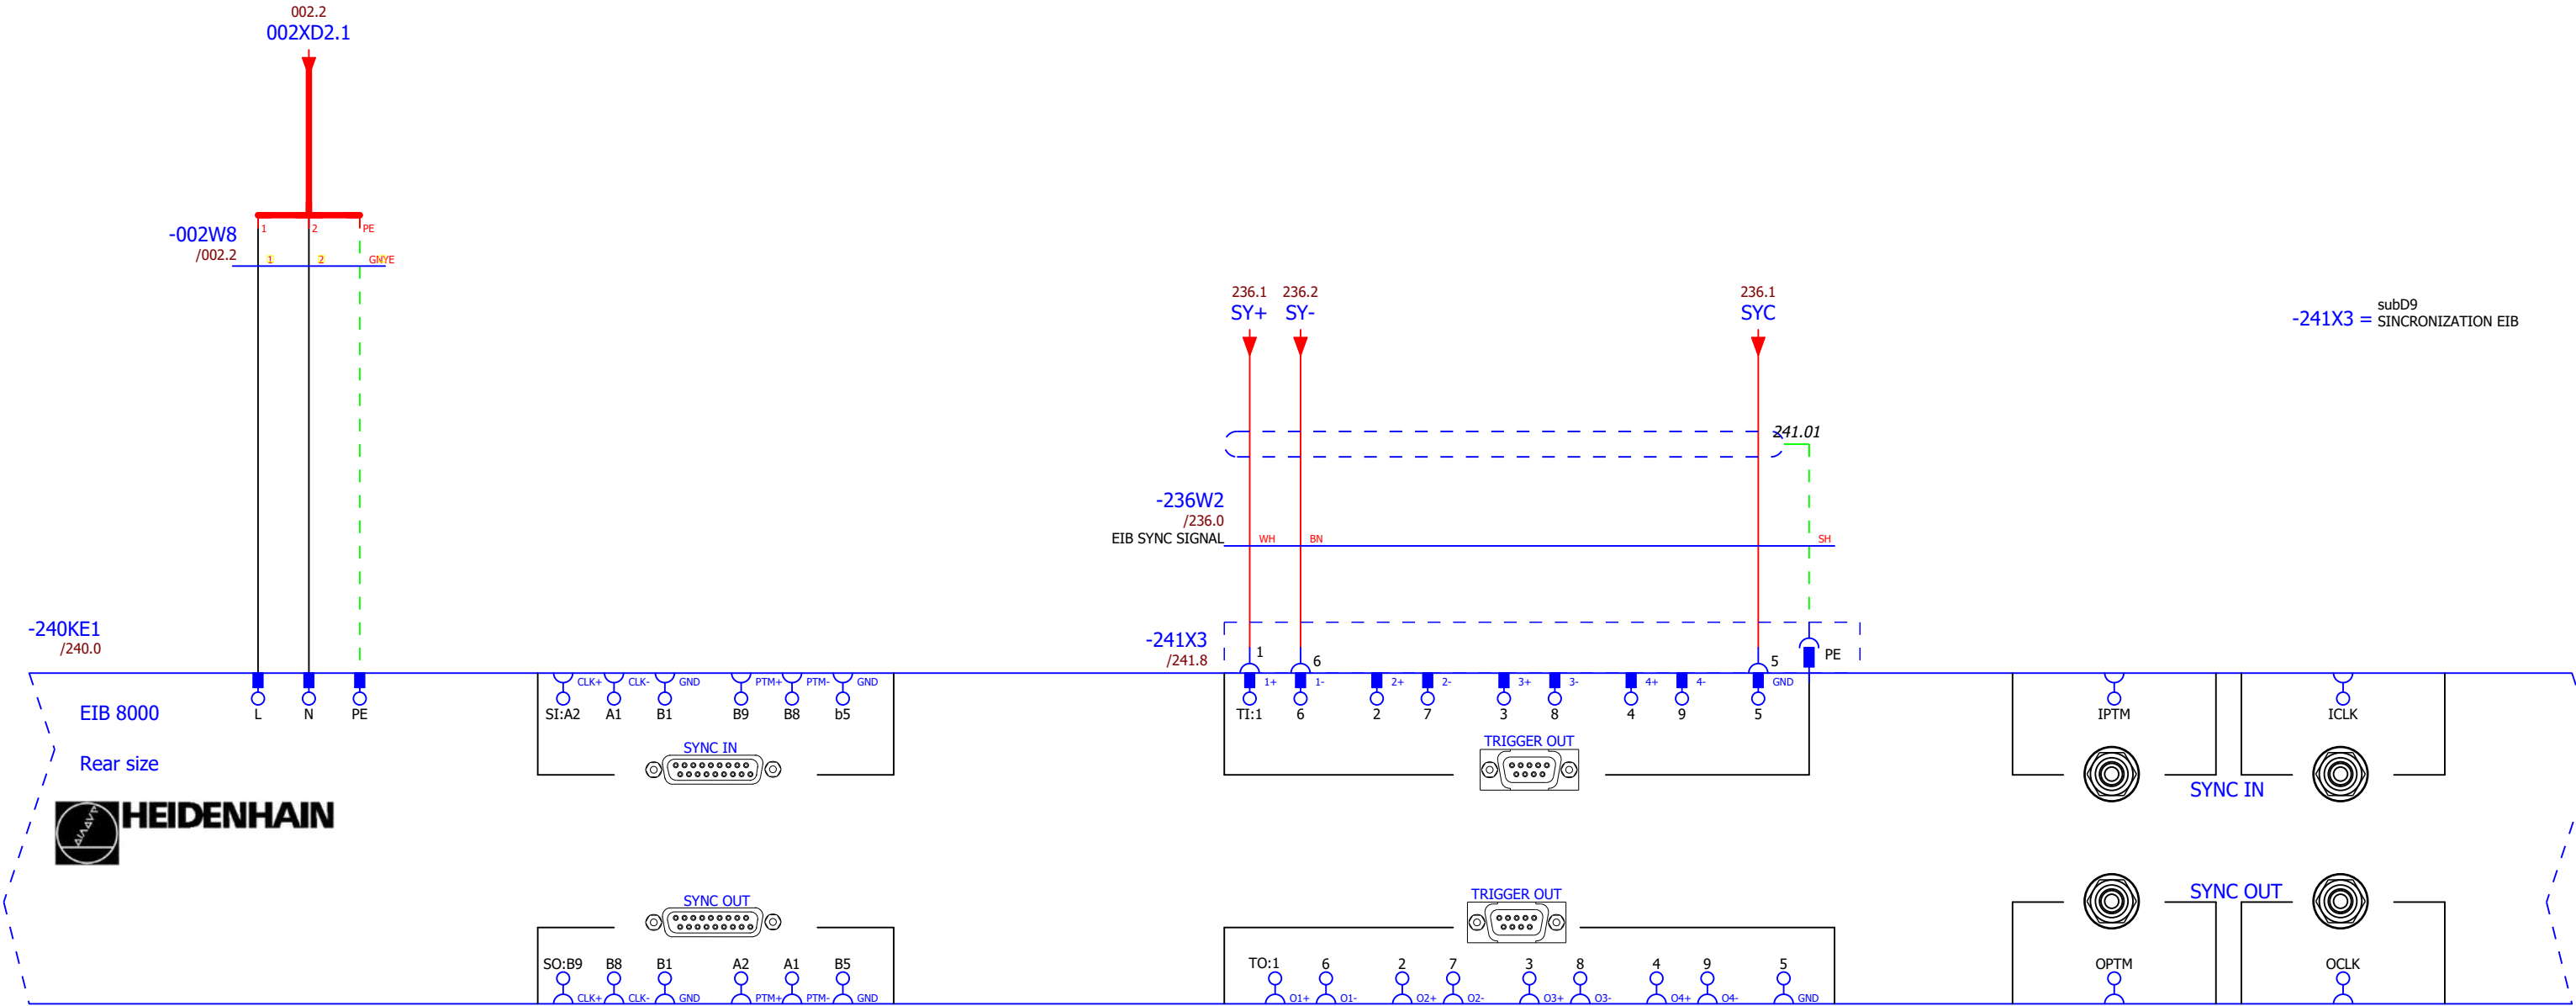 002.2
002XD2.1
1 2 PE
-002W8
/002.2
1 2 GNYE
236.1 236.2 236.1
SY+ SY- SYC
-241X3 = subD9
SINCRONIZATION EIB
241.01
-236W2
/236.0
EIB SYNC SIGNAL WH BN SH
-240KE1
/240.0
-241X3
/241.8
1 6 5 PE
CLK+ CLK- GND PTM+ PTM- GND
1+ 1- 2+ 2- 3+ 3- 4+ 4- GND
EIB 8000
L N PE
SI:A2 A1 B1 B9 B8 b5
TI:1 6 2 7 3 8 4 9 5
IPTM ICLK
SYNC IN
TRIGGER OUT
Rear size
SYNC IN
HEIDENHAIN
SYNC OUT
TRIGGER OUT
SYNC OUT
SO:B9 B8 B1 A2 A1 B5
TO:1 6 2 7 3 8 4 9 5
OPTM OCLK
CLK+ CLK- GND PTM+ PTM- GND
O1+ O1- O2+ O2- O3+ O3- O4+ O4- GND